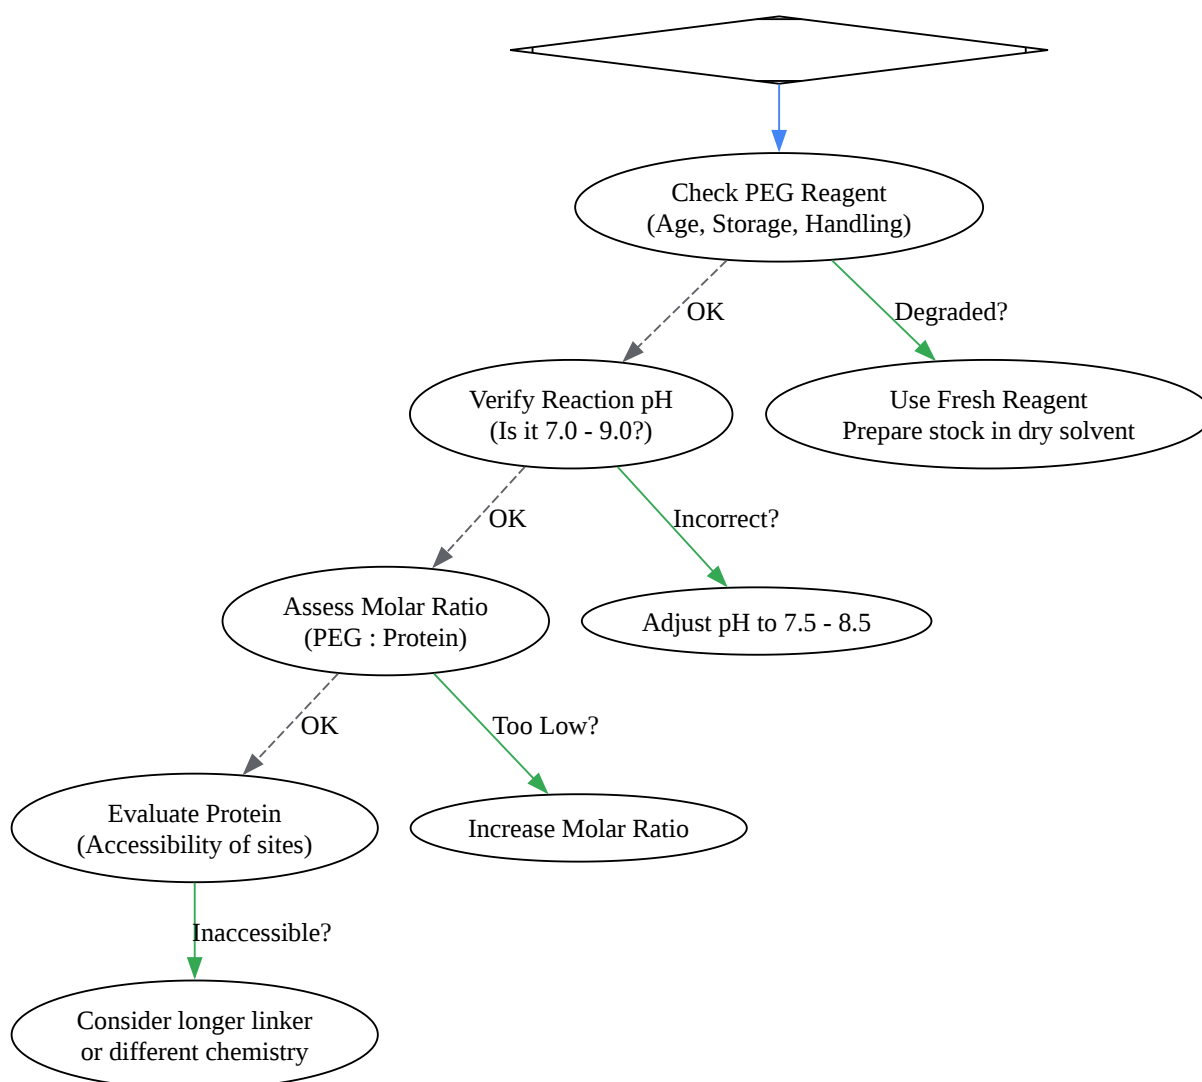 Check PEG Reagent
(Age, Storage, Handling)
OK
Degraded?
Verify Reaction pH
(Is it 7.0 - 9.0?)
Use Fresh Reagent
Prepare stock in dry solvent
OK
Incorrect?
Assess Molar Ratio
(PEG : Protein)
Adjust pH to 7.5 - 8.5
OK
Too Low?
Evaluate Protein
(Accessibility of sites)
Increase Molar Ratio
Inaccessible?
Consider longer linker
or different chemistry